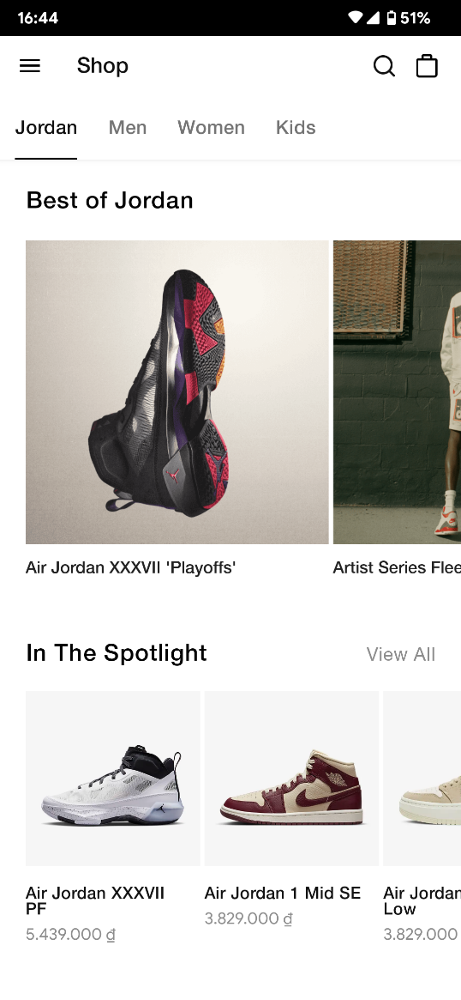 16:44
51%
Shop
Jordan
Men
Women
Kids
Best of Jordan
Air Jordan XXXVII 'Playoffs'
Artist Series Flee
In The Spotlight
View All
Air Jordan XXXVII
PF
5.439.000 ₫
Air Jordan 1 Mid SE
3.829.000 ₫
Air Jordan
Low
3.829.000